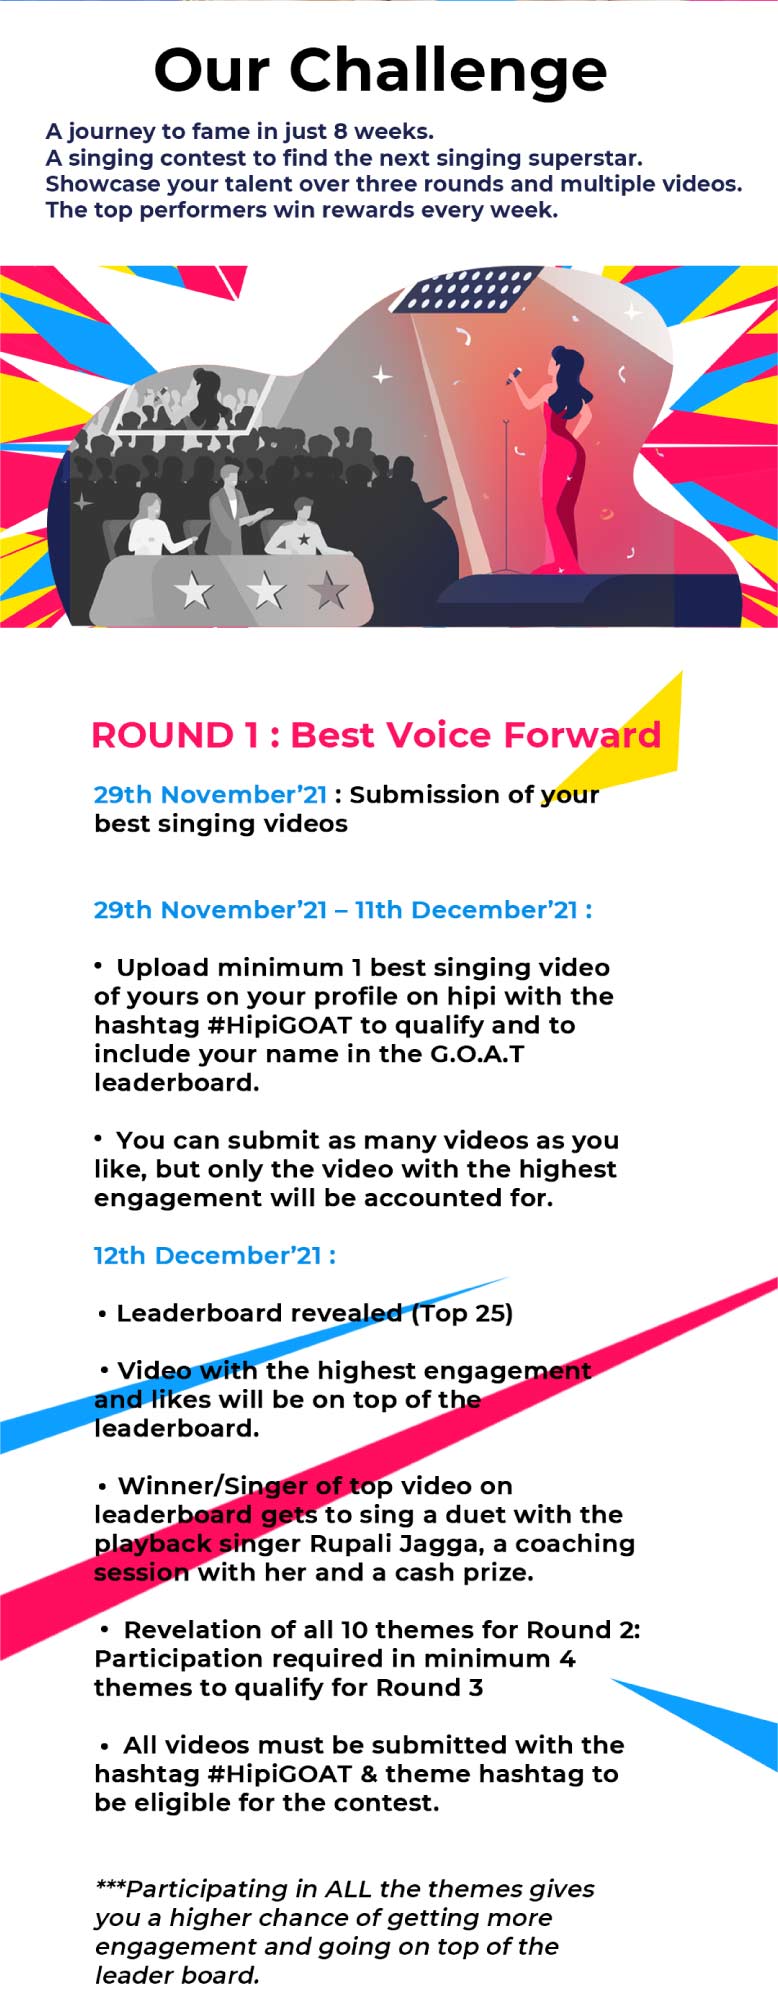 Our Challenge
A journey to fame in just 8 weeks.
A singing contest to find the next singing superstar.
Showcase your talent over three rounds and multiple videos.
The top performers win rewards every week.
ROUND 1 : Best Voice Forward
29th November’21 : Submission of your
best singing videos
29th November’21 – 11th December’21 :
• Upload minimum 1 best singing video
of yours on your profile on hipi with the
hashtag #HipiGOAT to qualify and to
include your name in the G.O.A.T
leaderboard.
• You can submit as many videos as you
like, but only the video with the highest
engagement will be accounted for.
12th December’21 :
• Leaderboard revealed (Top 25)
• Video with the highest engagement
and likes will be on top of the
leaderboard.
• Winner/Singer of top video on
leaderboard gets to sing a duet with the
playback singer Rupali Jagga, a coaching
session with her and a cash prize.
• Revelation of all 10 themes for Round 2:
Participation required in minimum 4
themes to qualify for Round 3
• All videos must be submitted with the
hashtag #HipiGOAT & theme hashtag to
be eligible for the contest.
***Participating in ALL the themes gives
you a higher chance of getting more
engagement and going on top of the
leader board.